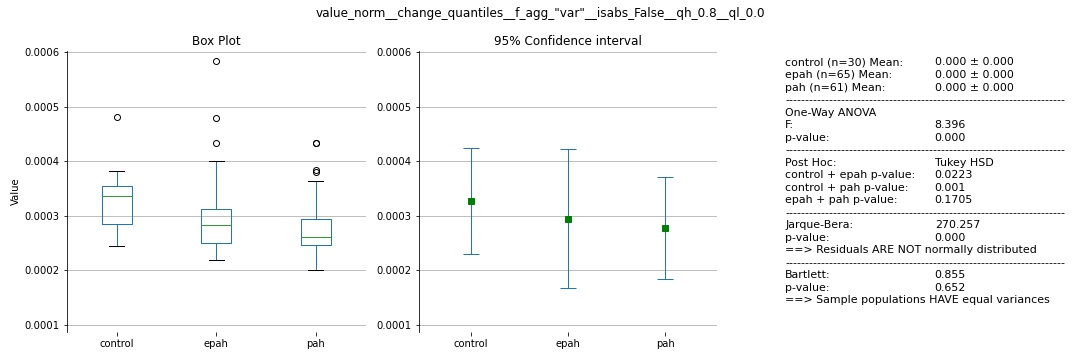 value_norm__change_quantiles__f_agg_"var"__isabs_False__qh_0.8__ql_0.0
Box Plot
0.0006
0.0005
0.0004
0.0003
0.0002
0.0001
Value
control epah pah
95% Confidence interval
0.0006
0.0005
0.0004
0.0003
0.0002
0.0001
control epah pah
control (n=30) Mean: 0.000 ± 0.000
epah (n=65) Mean: 0.000 ± 0.000
pah (n=61) Mean: 0.000 ± 0.000
One-Way ANOVA
F: 8.396
p-value: 0.000
Post Hoc: Tukey HSD
control + epah p-value: 0.0223
control + pah p-value: 0.001
epah + pah p-value: 0.1705
Jarque-Bera: 270.257
p-value: 0.000
==> Residuals ARE NOT normally distributed
Bartlett: 0.855
p-value: 0.652
==> Sample populations HAVE equal variances